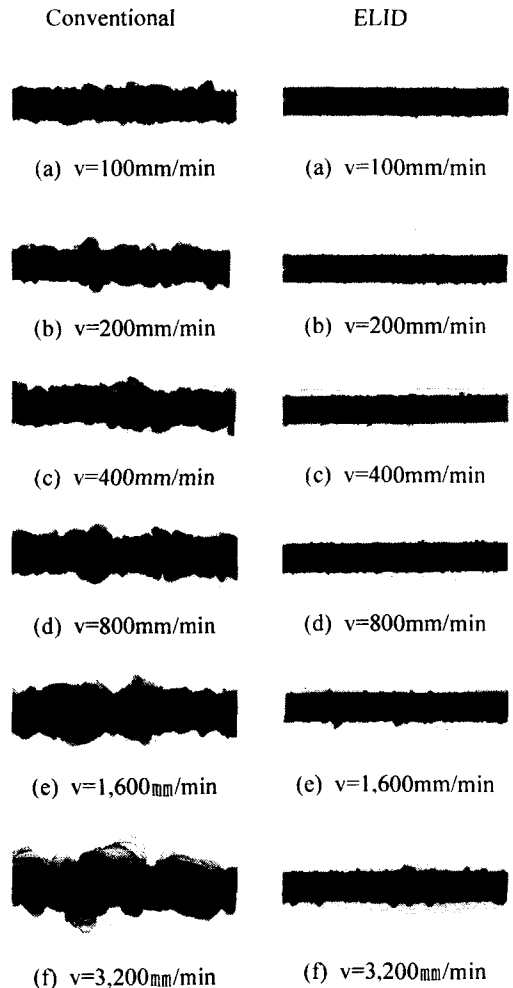 Conventional ELID
(a) v=100mm/min (a) v=100mm/min
(b) v=200mm/min (b) v=200mm/min
(c) v=400mm/min (c) v=400mm/min
(d) v=800mm/min (d) v=800mm/min
(e) v=1,600㎜/min (e) v=1,600mm/min
(f) v=3,200㎜/min (f) v=3,200㎜/min